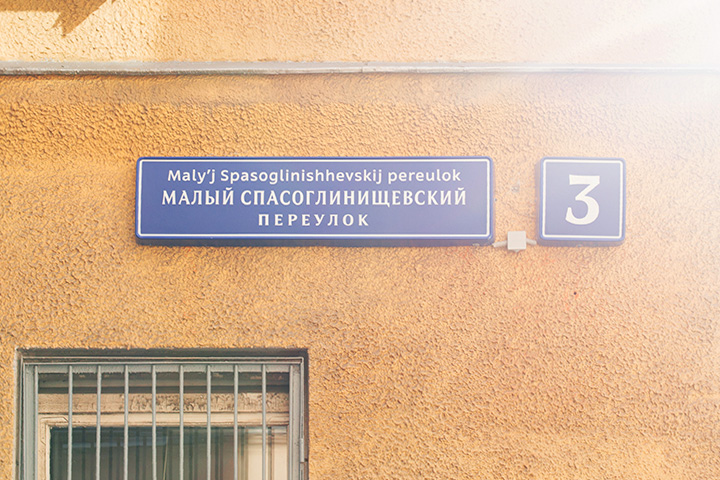 Maly'j Spasoglinishhevskij pereulok
МАЛЫЙ СПАСОГЛИНИЩЕВСКИЙ
ПЕРЕУЛОК
3